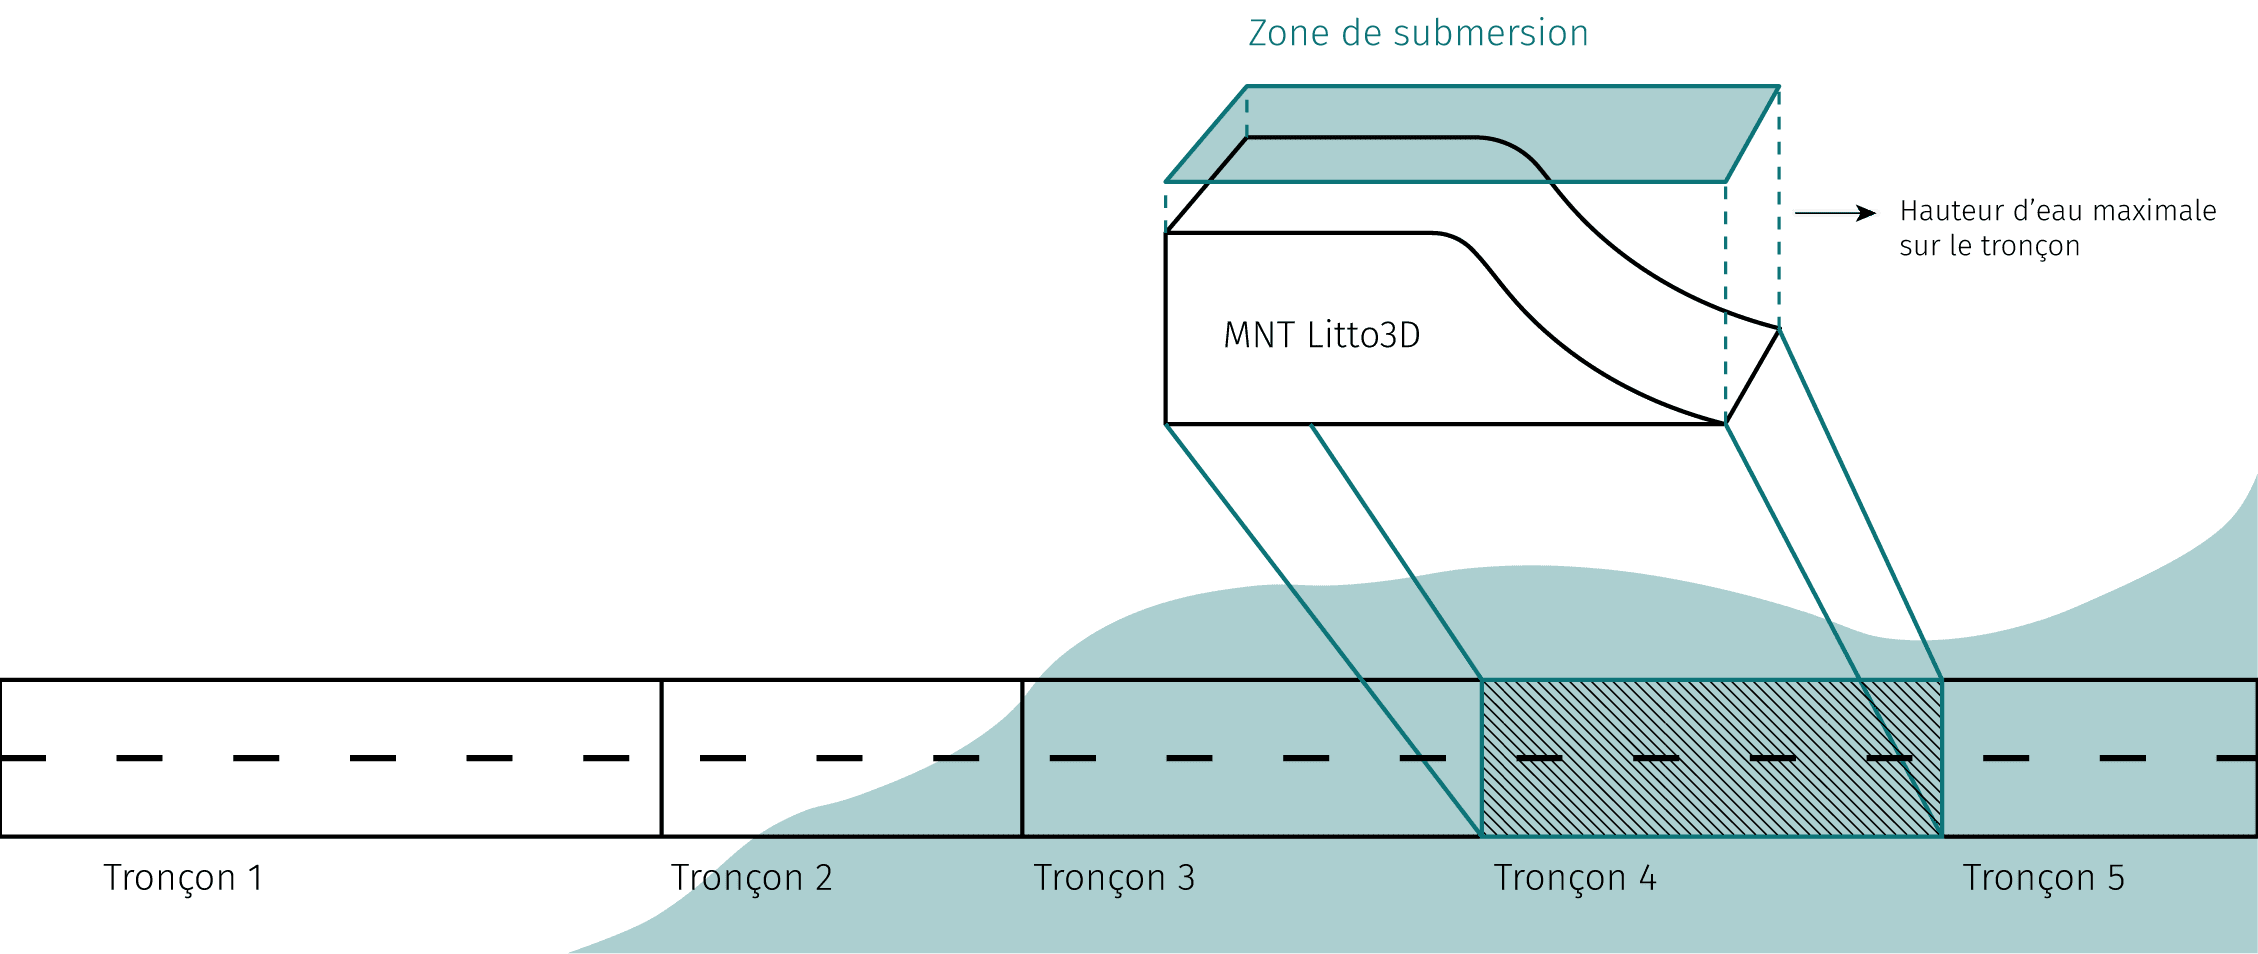 Zone de submersion
Hauteur d’eau maximale
sur le tronçon
MNT Litto3D
Tronçon 1
Tronçon 2
Tronçon 3
Tronçon 4
Tronçon 5